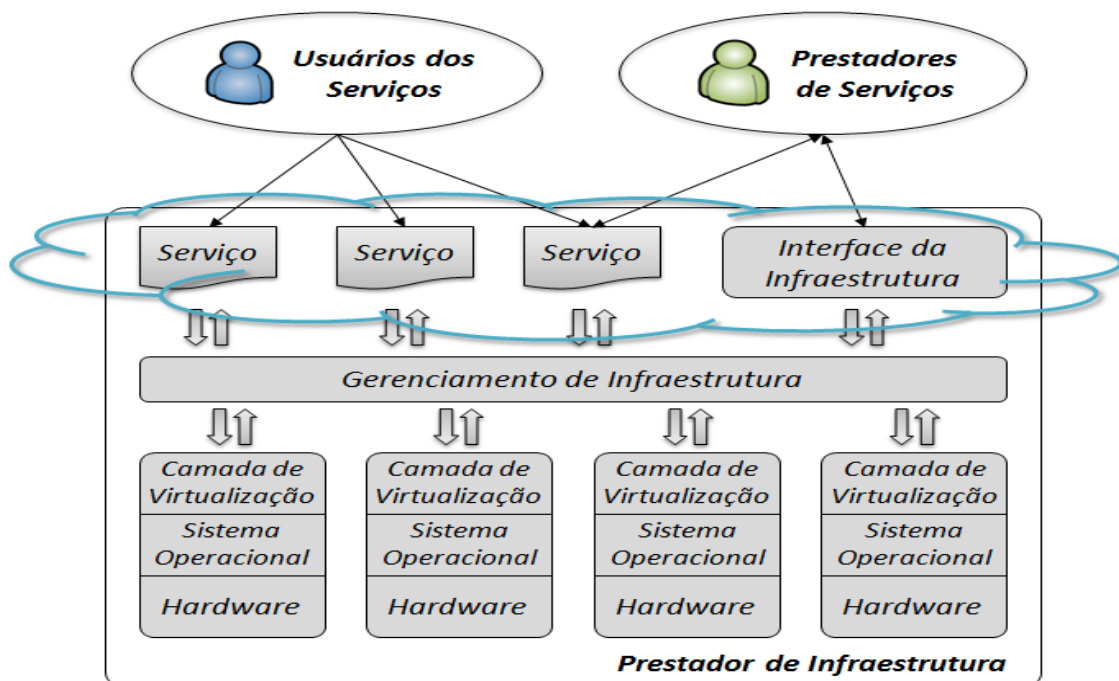 Usuários dos
Serviços
Prestadores
de Serviços
Serviço
Serviço
Serviço
Interface da
Infraestrutura
Gerenciamento de Infraestrutura
Camada de
Virtualização
Sistema
Operacional
Hardware
Camada de
Virtualização
Sistema
Operacional
Hardware
Camada de
Virtualização
Sistema
Operacional
Hardware
Camada de
Virtualização
Sistema
Operacional
Hardware
Prestador de Infraestrutura